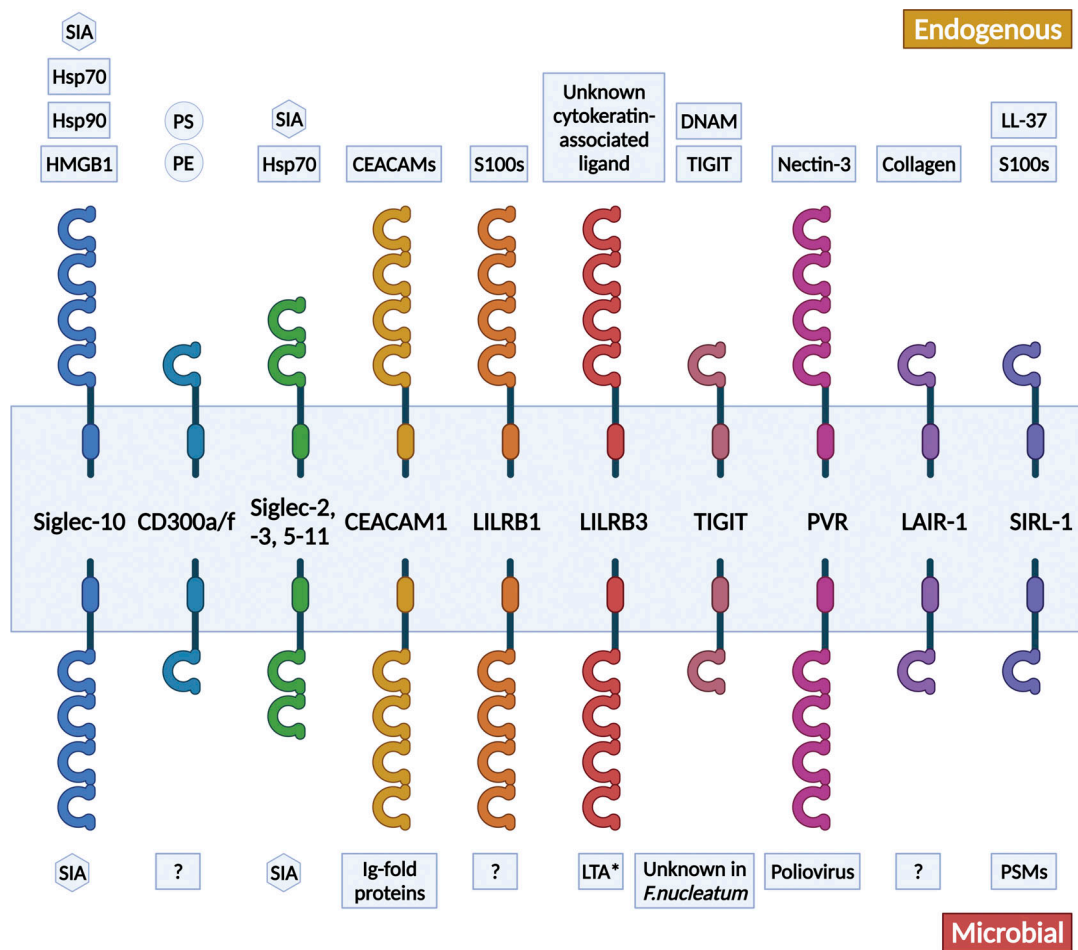 Endogenous
SIA
Hsp70
Hsp90
HMGB1
PS
PE
SIA
Hsp70
CEACAMs
S100s
Unknown
cytokeratin-
associated
ligand
DNAM
TIGIT
Nectin-3
Collagen
LL-37
S100s
Siglec-10
CD300a/f
Siglec-2,
-3, 5-11
CEACAM1
LILRB1
LILRB3
TIGIT
PVR
LAIR-1
SIRL-1
SIA
?
SIA
Ig-fold
proteins
?
LTA*
Unknown in
F.nucleatum
Poliovirus
?
PSMs
Microbial